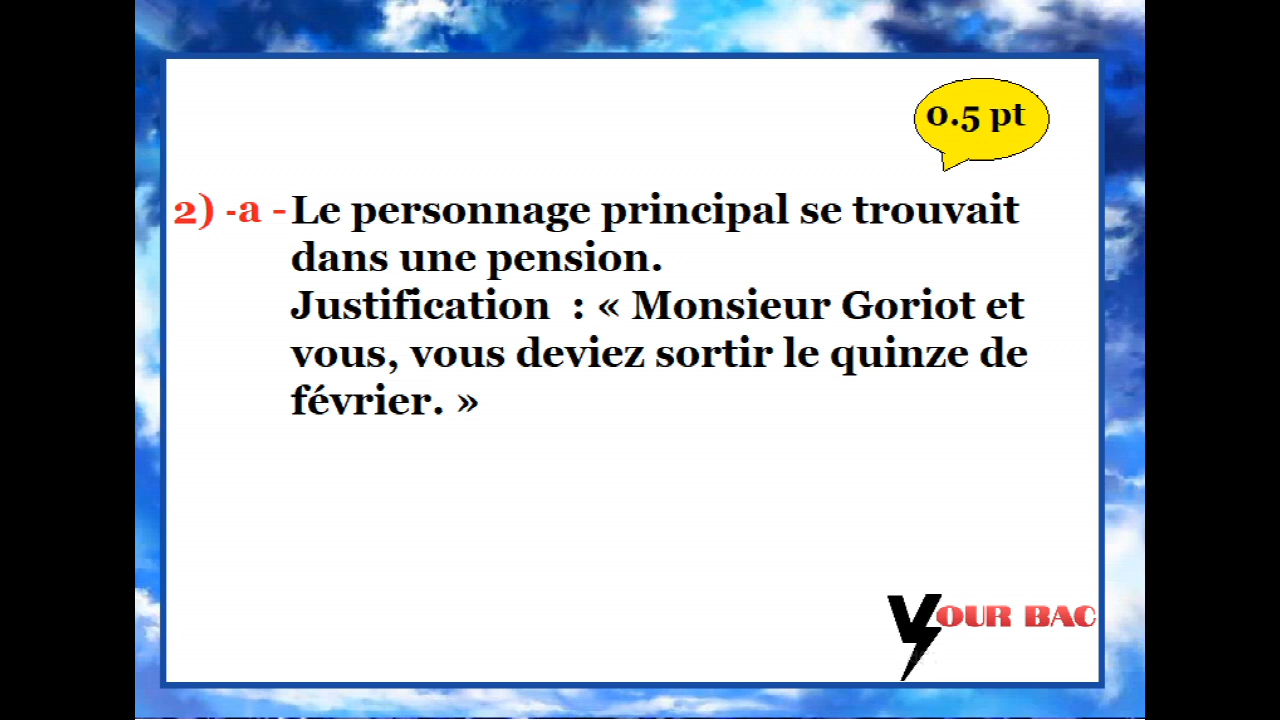 0.5 pt
2) -a - Le personnage principal se trouvait
dans une pension.
Justification : « Monsieur Goriot et
vous, vous deviez sortir le quinze de
février. »
YOUR BAC